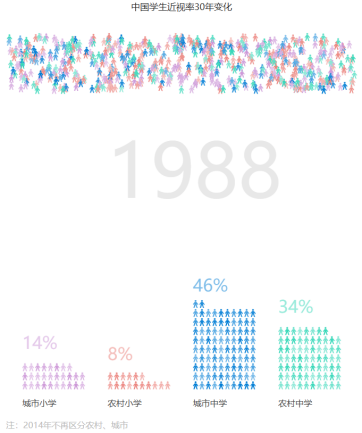 中国学生近视率30年变化
1988
46%
34%
14%
8%
城市小学 农村小学 城市中学 农村中学
注：2014年不再区分农村、城市